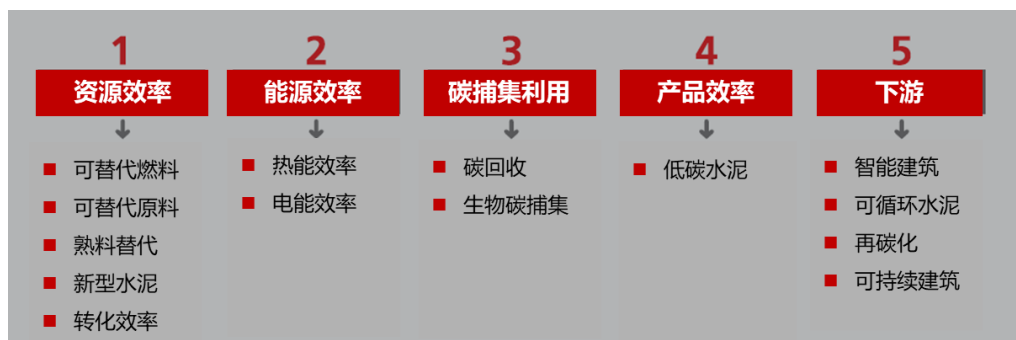 1
资源效率
可替代燃料
可替代原料
熟料替代
新型水泥
转化效率
2
能源效率
热能效率
电能效率
3
碳捕集利用
碳回收
生物碳捕集
4
产品效率
低碳水泥
5
下游
智能建筑
可循环水泥
再碳化
可持续建筑